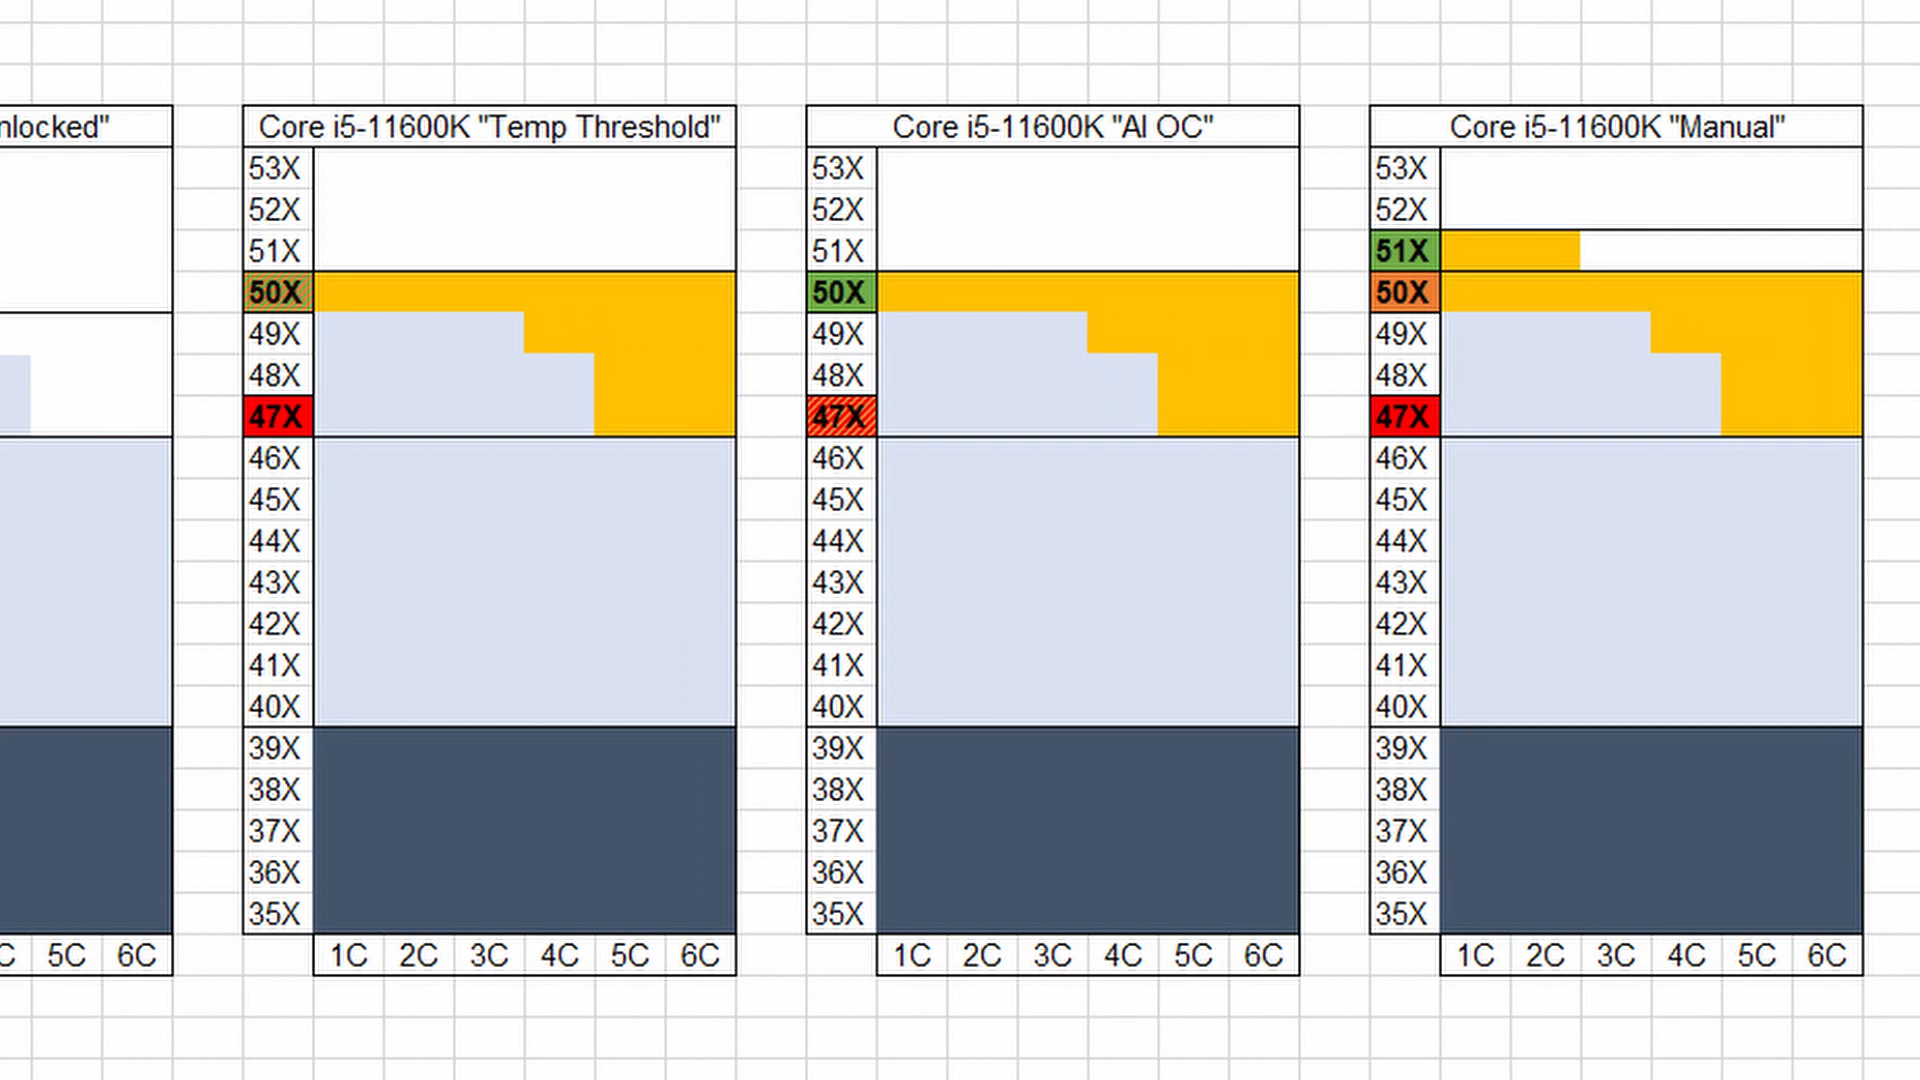 Core i5-11600K "Temp Threshold"
53X
52X
51X
50X
49X
48X
47X
46X
45X
44X
43X
42X
41X
40X
39X
38X
37X
36X
35X
1C 2C 3C 4C 5C 6C
Core i5-11600K "AI OC"
53X
52X
51X
50X
49X
48X
47X
46X
45X
44X
43X
42X
41X
40X
39X
38X
37X
36X
35X
1C 2C 3C 4C 5C 6C
Core i5-11600K "Manual"
53X
52X
51X
50X
49X
48X
47X
46X
45X
44X
43X
42X
41X
40X
39X
38X
37X
36X
35X
1C 2C 3C 4C 5C 6C
nlocked"
C 5C 6C